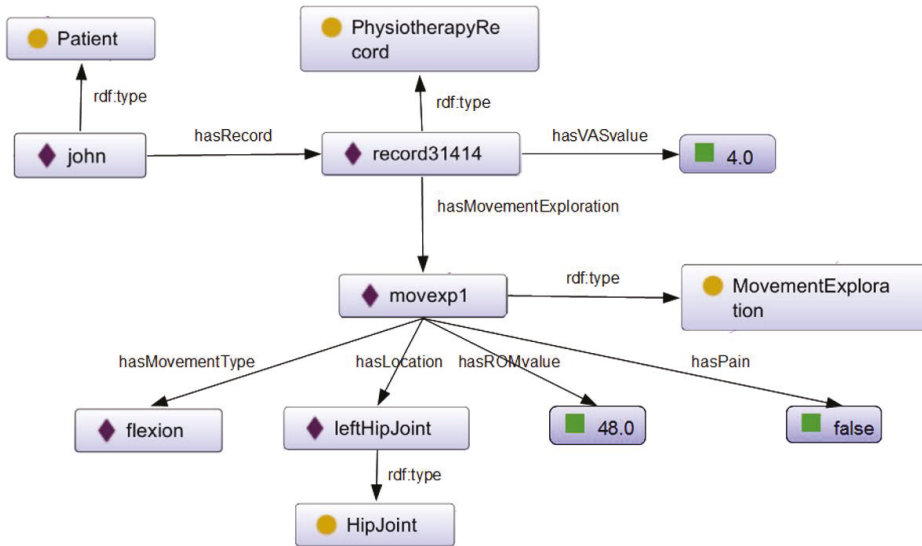 Patient
PhysiotherapyRe
cord
rdf:type
rdf:type
john
hasRecord
record31414
hasVASvalue
4.0
hasMovementExploration
movexp1
rdf:type
MovementExplora
tion
hasMovementType
hasLocation
hasROMvalue
hasPain
flexion
leftHipJoint
48.0
false
rdf:type
HipJoint